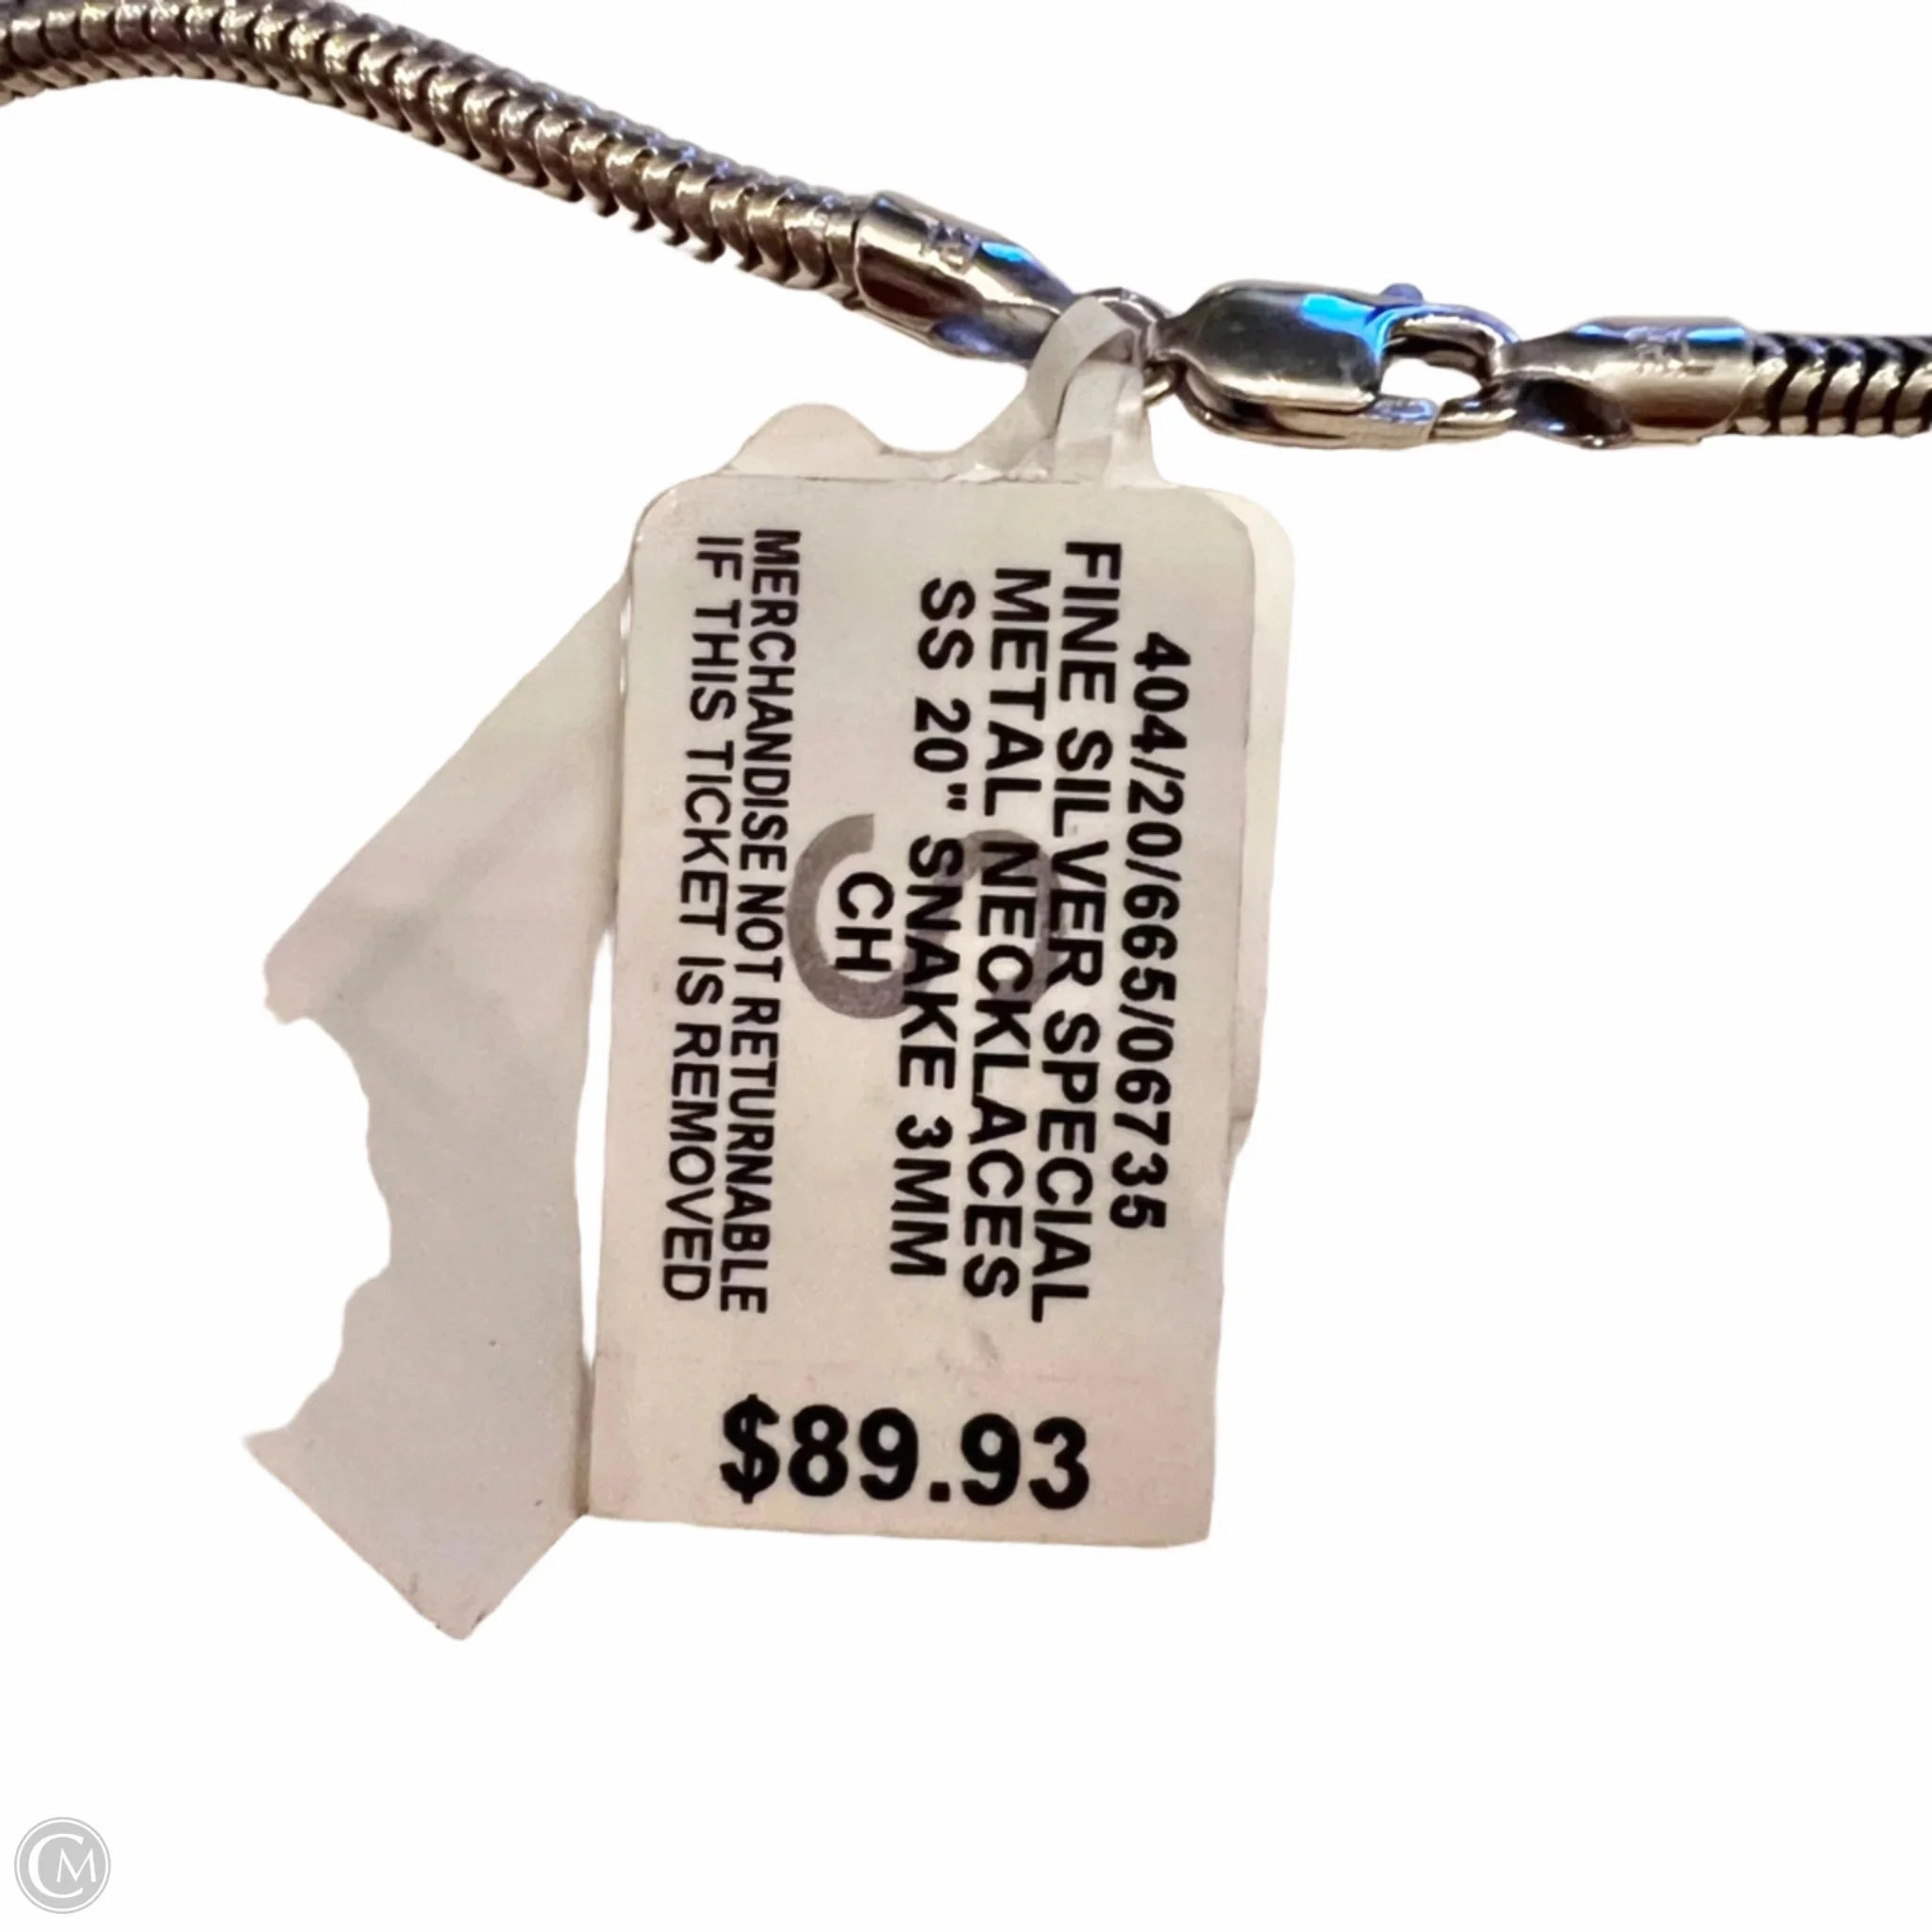 404/20/665/06735
FINE SILVER SPECIAL
METAL NECKLACES
SS 20" SNAKE 3MM
CH
MERCHANDISE NOT RETURNABLE
IF THIS TICKET IS REMOVED
$89.93
CM